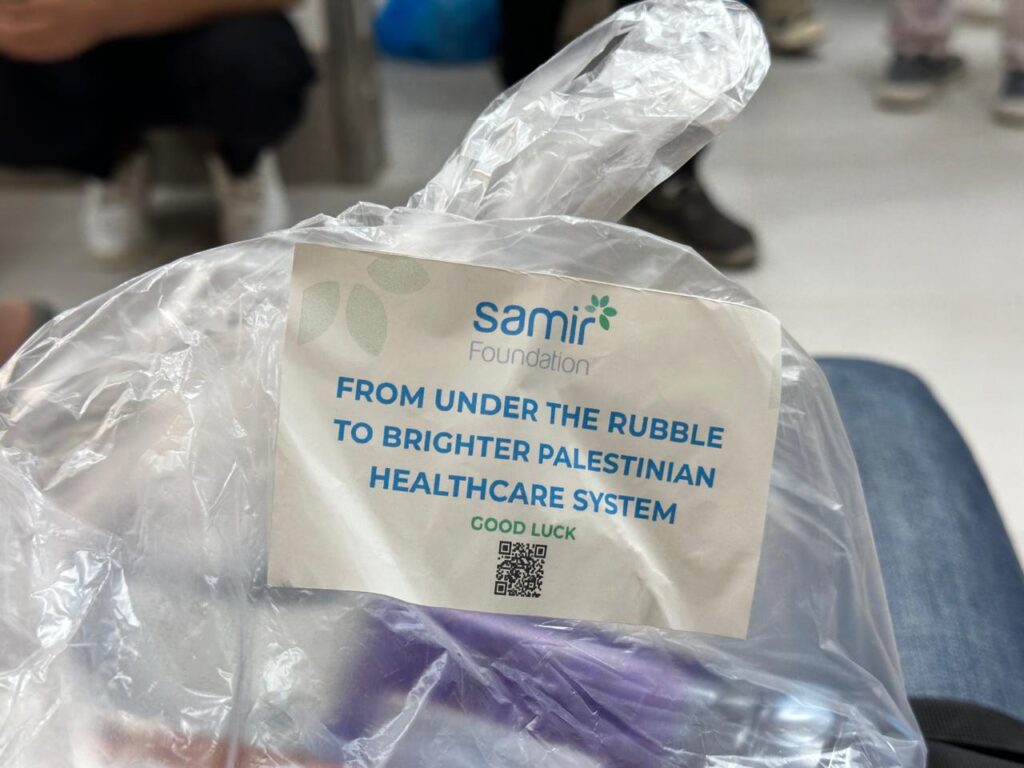 samir
Foundation
FROM UNDER THE RUBBLE
TO BRIGHTER PALESTINIAN
HEALTHCARE SYSTEM
GOOD LUCK